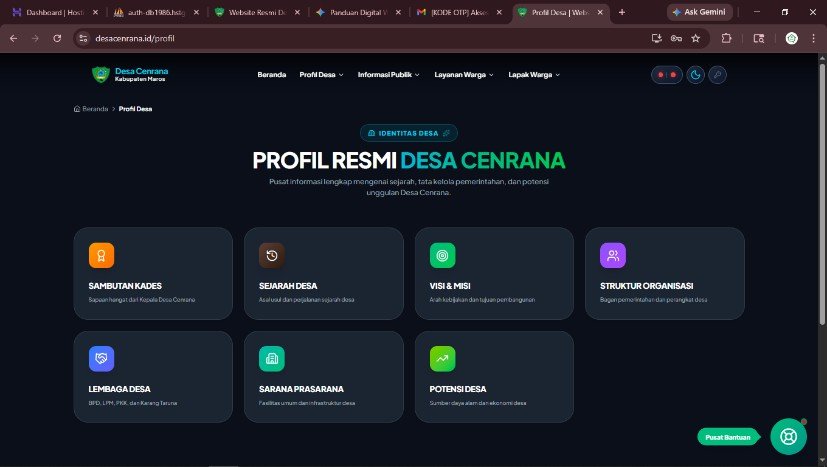 Dashboard | Host
auth-db1986.hstg
Website Resmi De
Panduan Digital W
[KODE OTP] Akse
Profil Desa | Web
Ask Gemini
desacenrana.id/profil
Desa Cenrana
Kabupaten Maros
Beranda
Profil Desa
Informasi Publik
Layanan Warga
Lapak Warga
Beranda > Profil Desa
IDENTITAS DESA
PROFIL RESMI DESA CENRANA
Pusat informasi lengkap mengenai sejarah, tata kelola pemerintahan, dan potensi
unggulan Desa Cenrana.
SAMBUTAN KADES
Sapaan hangat dari Kepala Desa Cenrana
SEJARAH DESA
Asal usul dan perjalanan sejarah desa
VISI & MISI
Arah kebijakan dan tujuan pembangunan
STRUKTUR ORGANISASI
Bagan pemerintahan dan perangkat desa
LEMBAGA DESA
BPD, LPM, PKK, dan Karang Taruna
SARANA PRASARANA
Fasilitas umum dan infrastruktur desa
POTENSI DESA
Sumber daya alam dan ekonomi desa
Pusat Bantuan